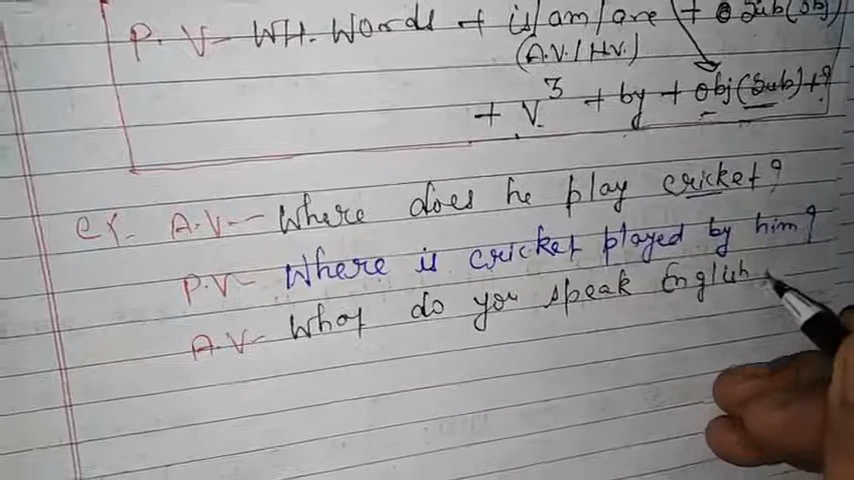 P. V - WH. Words + is/am/are + Sub(Obj)
(A.V./H.V.)
+ V3 + by + obj(Sub)+?
ex. A.V- Where does he play cricket?
P.V- Where is cricket played by him?
A.V- What do you speak English